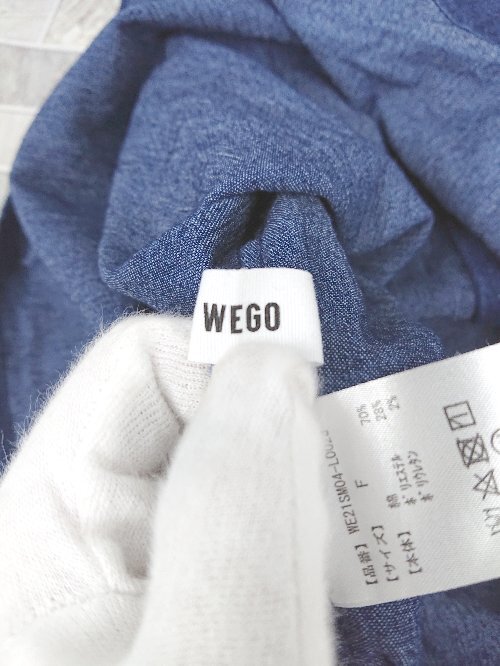 WEGO
【品番】 WE21SM04-L0029
【サイズ】 F
【本体】 綿 70%
ポリエステル 28%
ポリウレタン 2%